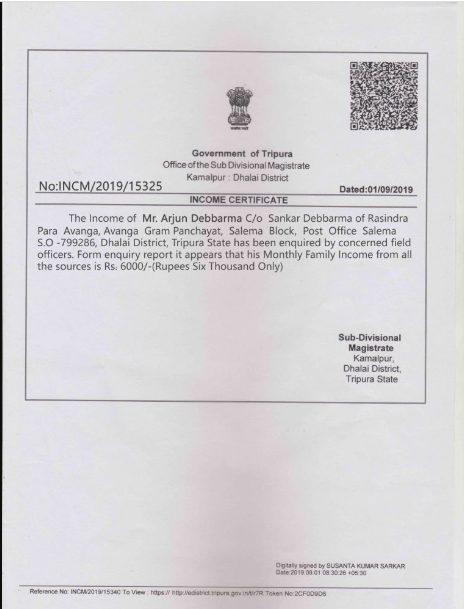 Government of Tripura
Office of the Sub Divisional Magistrate
Kamalpur : Dhalai District
No:INCM/2019/15325
Dated:01/09/2019
INCOME CERTIFICATE
The Income of Mr. Arjun Debbarma C/o Sankar Debbarma of Rasindra
Para Avanga, Avanga Gram Panchayat, Salema Block, Post Office Salema
S.O -799286, Dhalai District, Tripura State has been enquired by concerned field
officers. Form enquiry report it appears that his Monthly Family Income from all
the sources is Rs. 6000/-(Rupees Six Thousand Only)
Sub-Divisional
Magistrate
Kamalpur,
Dhalai District,
Tripura State
Digitally signed by SUSANTA KUMAR SARKAR
Date:2019.09.01 08:30:26 +05:30
Reference No: INCM/2019/15340 To View : https:// http://edistrict.tripura.gov.in/t/r7R Token No:2CF0D9D8